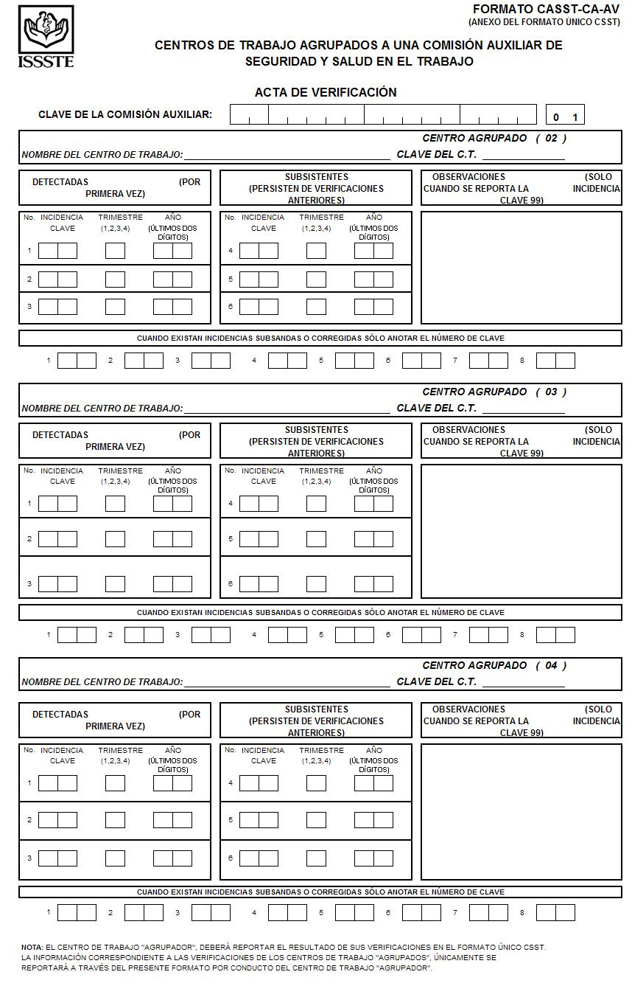 FORMATO CASST-CA-AV
(ANEXO DEL FORMATO ÚNICO CSST)
ISSSTE
CENTROS DE TRABAJO AGRUPADOS A UNA COMISIÓN AUXILIAR DE
SEGURIDAD Y SALUD EN EL TRABAJO
ACTA DE VERIFICACIÓN
CLAVE DE LA COMISIÓN AUXILIAR: 0 1
CENTRO AGRUPADO ( 02 )
NOMBRE DEL CENTRO DE TRABAJO: CLAVE DEL C.T.
DETECTADAS (POR
PRIMERA VEZ)
SUBSISTENTES
(PERSISTEN DE VERIFICACIONES
ANTERIORES)
OBSERVACIONES (SOLO
CUANDO SE REPORTA LA INCIDENCIA
CLAVE 99)
No. INCIDENCIA TRIMESTRE AÑO No. INCIDENCIA TRIMESTRE AÑO
CLAVE (1,2,3,4) (ÚLTIMOS DOS CLAVE (1,2,3,4) (ÚLTIMOS DOS
DÍGITOS) DÍGITOS)
1 4
2 5
3 6
CUANDO EXISTAN INCIDENCIAS SUBSANDAS O CORREGIDAS SÓLO ANOTAR EL NÚMERO DE CLAVE
1 2 3 4 5 6 7 8
CENTRO AGRUPADO ( 03 )
NOMBRE DEL CENTRO DE TRABAJO: CLAVE DEL C.T.
DETECTADAS (POR
PRIMERA VEZ)
SUBSISTENTES
(PERSISTEN DE VERIFICACIONES
ANTERIORES)
OBSERVACIONES (SOLO
CUANDO SE REPORTA LA INCIDENCIA
CLAVE 99)
No. INCIDENCIA TRIMESTRE AÑO No. INCIDENCIA TRIMESTRE AÑO
CLAVE (1,2,3,4) (ÚLTIMOS DOS CLAVE (1,2,3,4) (ÚLTIMOS DOS
DÍGITOS) DÍGITOS)
1 4
2 5
3 6
CUANDO EXISTAN INCIDENCIAS SUBSANDAS O CORREGIDAS SÓLO ANOTAR EL NÚMERO DE CLAVE
1 2 3 4 5 6 7 8
CENTRO AGRUPADO ( 04 )
NOMBRE DEL CENTRO DE TRABAJO: CLAVE DEL C.T.
DETECTADAS (POR
PRIMERA VEZ)
SUBSISTENTES
(PERSISTEN DE VERIFICACIONES
ANTERIORES)
OBSERVACIONES (SOLO
CUANDO SE REPORTA LA INCIDENCIA
CLAVE 99)
No. INCIDENCIA TRIMESTRE AÑO No. INCIDENCIA TRIMESTRE AÑO
CLAVE (1,2,3,4) (ÚLTIMOS DOS CLAVE (1,2,3,4) (ÚLTIMOS DOS
DÍGITOS) DÍGITOS)
1 4
2 5
3 6
CUANDO EXISTAN INCIDENCIAS SUBSANDAS O CORREGIDAS SÓLO ANOTAR EL NÚMERO DE CLAVE
1 2 3 4 5 6 7 8
NOTA: EL CENTRO DE TRABAJO "AGRUPADOR", DEBERÁ REPORTAR EL RESULTADO DE SUS VERIFICACIONES EN EL FORMATO ÚNICO CSST.
LA INFORMACIÓN CORRESPONDIENTE A LAS VERIFICACIONES DE LOS CENTROS DE TRABAJO "AGRUPADOS", ÚNICAMENTE SE
REPORTARÁ A TRAVÉS DEL PRESENTE FORMATO POR CONDUCTO DEL CENTRO DE TRABAJO "AGRUPADOR".